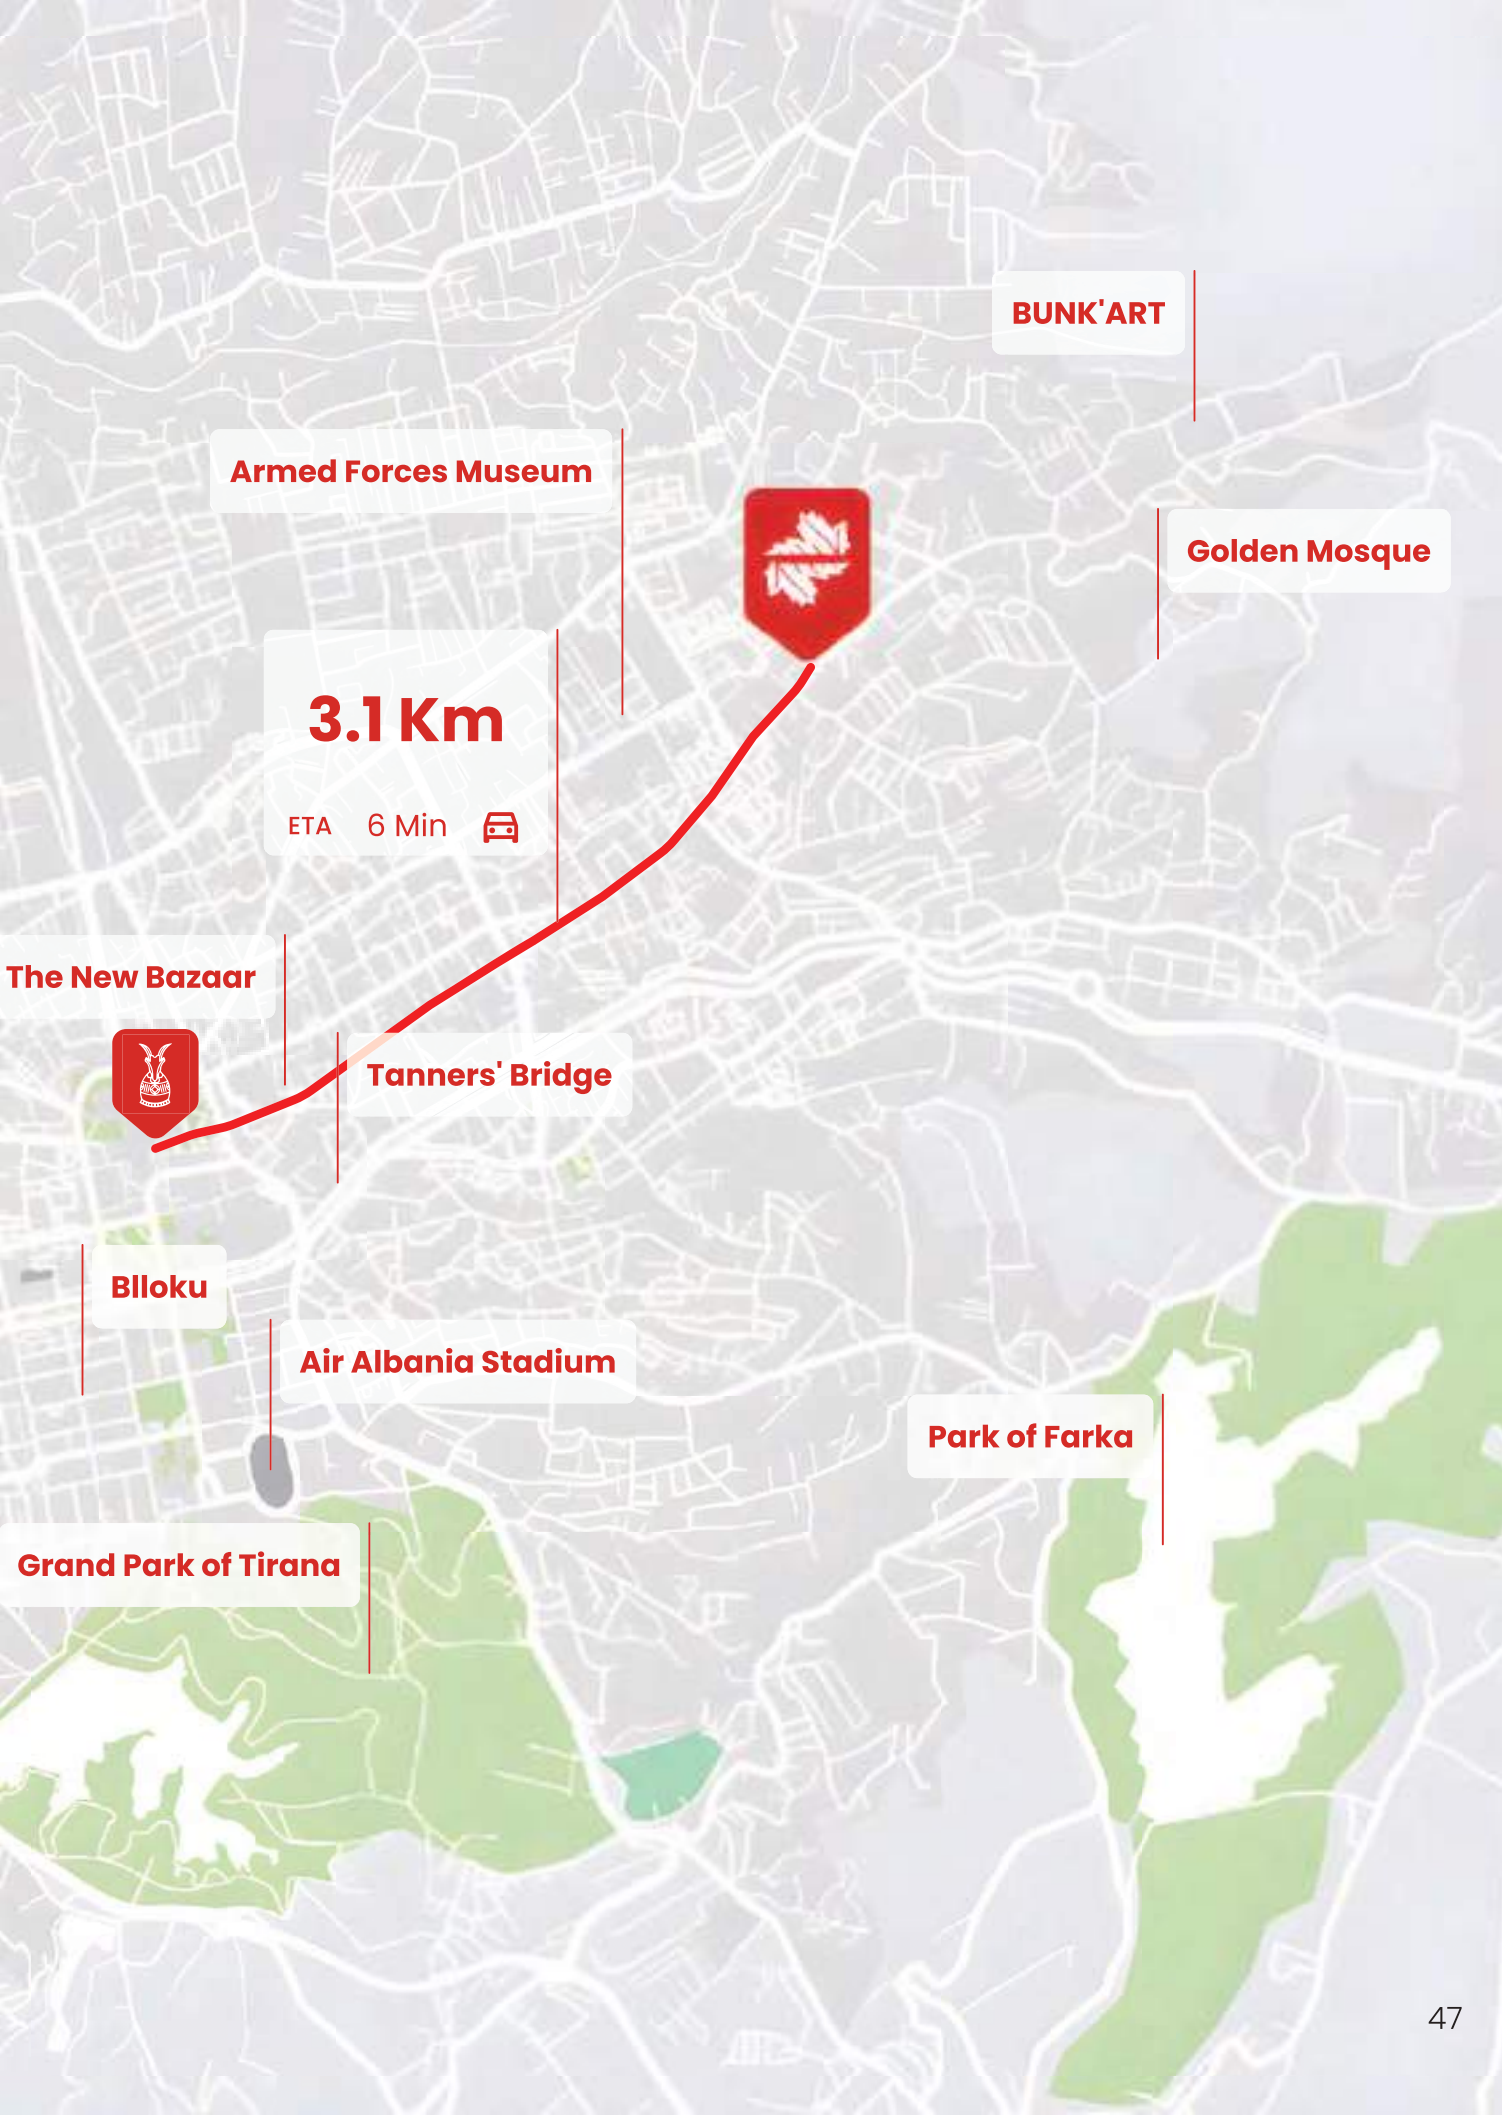 BUNK'ART
Armed Forces Museum
Golden Mosque
3.1 Km
ETA 6 Min
The New Bazaar
Tanners' Bridge
Blloku
Air Albania Stadium
Park of Farka
Grand Park of Tirana
47